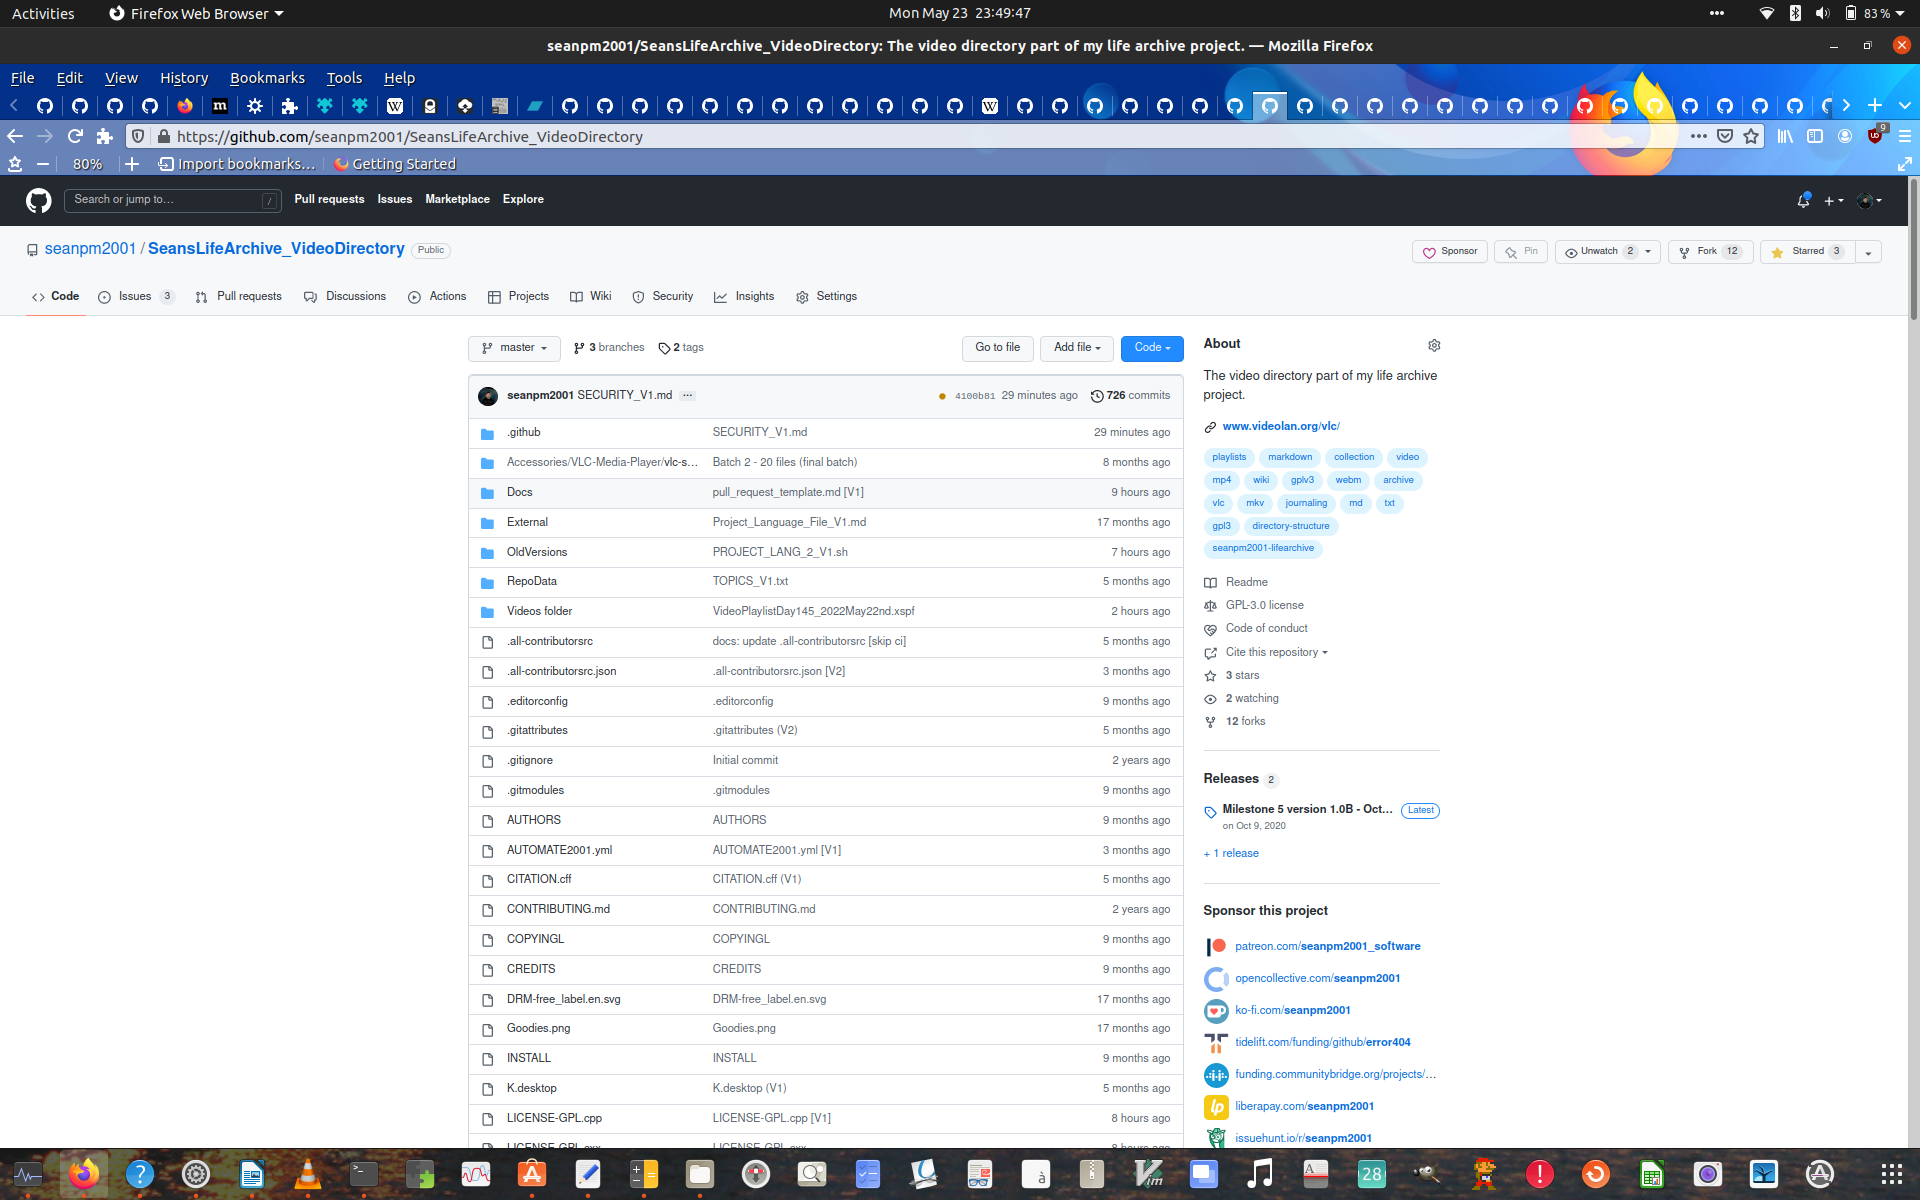 Activities Firefox Web Browser Mon May 23 23:49:47 83 %
seanpm2001/SeansLifeArchive_VideoDirectory: The video directory part of my life archive project. — Mozilla Firefox
File Edit View History Bookmarks Tools Help
https://github.com/seanpm2001/SeansLifeArchive_VideoDirectory 9
80% Import bookmarks... Getting Started
Search or jump to... / Pull requests Issues Marketplace Explore
seanpm2001 / SeansLifeArchive_VideoDirectory Public Sponsor Pin Unwatch 2 Fork 12 Starred 3
Code Issues 3 Pull requests Discussions Actions Projects Wiki Security Insights Settings
master 3 branches 2 tags Go to file Add file Code
seanpm2001 SECURITY_V1.md ... 4100b81 29 minutes ago 726 commits
.github SECURITY_V1.md 29 minutes ago
Accessories/VLC-Media-Player/vlc-s... Batch 2 - 20 files (final batch) 8 months ago
Docs pull_request_template.md [V1] 9 hours ago
External Project_Language_File_V1.md 17 months ago
OldVersions PROJECT_LANG_2_V1.sh 7 hours ago
RepoData TOPICS_V1.txt 5 months ago
Videos folder VideoPlaylistDay145_2022May22nd.xspf 2 hours ago
.all-contributorsrc docs: update .all-contributorsrc [skip ci] 5 months ago
.all-contributorsrc.json .all-contributorsrc.json [V2] 3 months ago
.editorconfig .editorconfig 9 months ago
.gitattributes .gitattributes (V2) 5 months ago
.gitignore Initial commit 2 years ago
.gitmodules .gitmodules 9 months ago
AUTHORS AUTHORS 9 months ago
AUTOMATE2001.yml AUTOMATE2001.yml [V1] 3 months ago
CITATION.cff CITATION.cff (V1) 5 months ago
CONTRIBUTING.md CONTRIBUTING.md 2 years ago
COPYINGL COPYINGL 9 months ago
CREDITS CREDITS 9 months ago
DRM-free_label.en.svg DRM-free_label.en.svg 17 months ago
Goodies.png Goodies.png 17 months ago
INSTALL INSTALL 9 months ago
K.desktop K.desktop (V1) 5 months ago
LICENSE-GPL.cpp LICENSE-GPL.cpp [V1] 8 hours ago
About
The video directory part of my life archive
project.
www.videolan.org/vlc/
playlists markdown collection video
mp4 wiki gplv3 webm archive
vlc mkv journaling md txt
gpl3 directory-structure
seanpm2001-lifearchive
Readme
GPL-3.0 license
Code of conduct
Cite this repository
3 stars
2 watching
12 forks
Releases 2
Milestone 5 version 1.0B - Oct... Latest
on Oct 9, 2020
+ 1 release
Sponsor this project
patreon.com/seanpm2001_software
opencollective.com/seanpm2001
ko-fi.com/seanpm2001
tidelift.com/funding/github/error404
funding.communitybridge.org/projects/...
liberapay.com/seanpm2001
issuehunt.io/r/seanpm2001
28